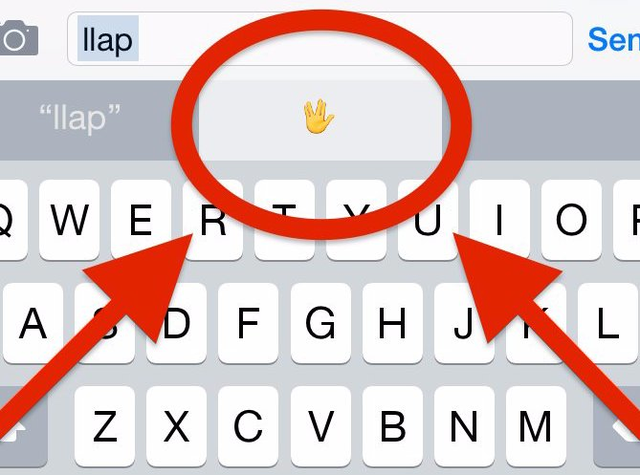 llap Sen
“llap” 🖖
Q W E R T Y U I O P
A S D F G H J K L
Z X C V B N M